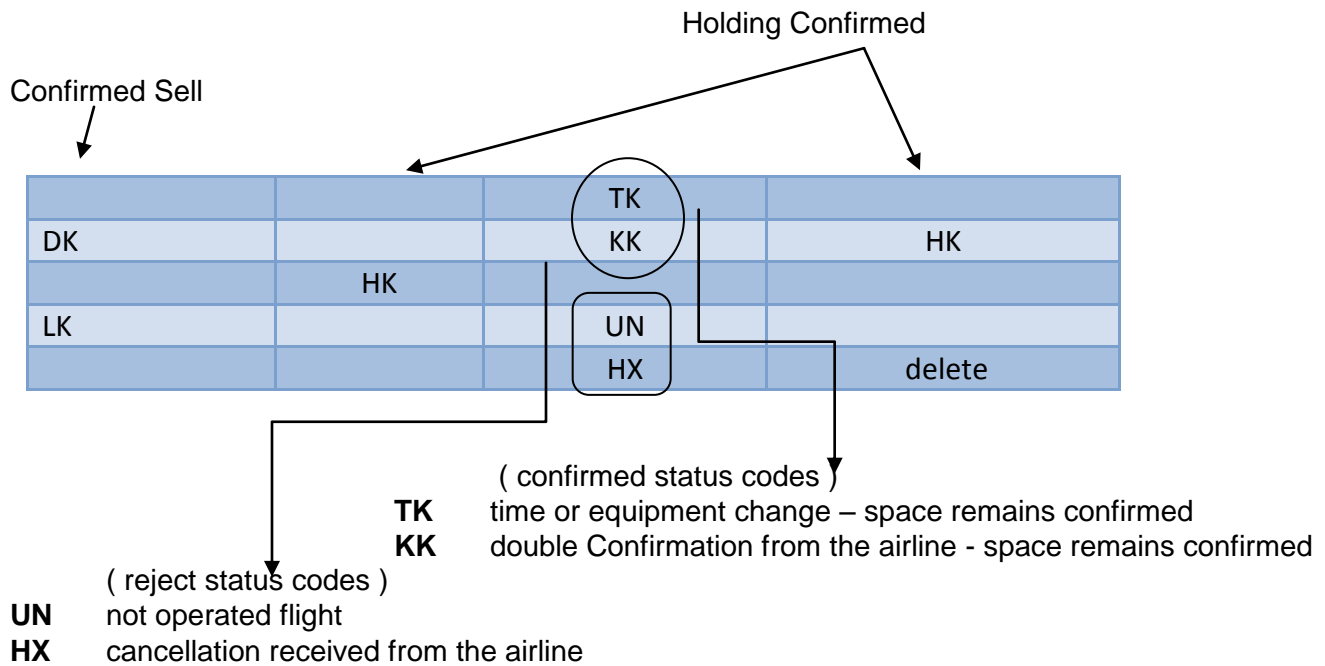 Holding Confirmed
Confirmed Sell
TK
DK KK HK
HK
LK UN
HX delete
( confirmed status codes )
TK time or equipment change – space remains confirmed
KK double Confirmation from the airline - space remains confirmed
( reject status codes )
UN not operated flight
HX cancellation received from the airline